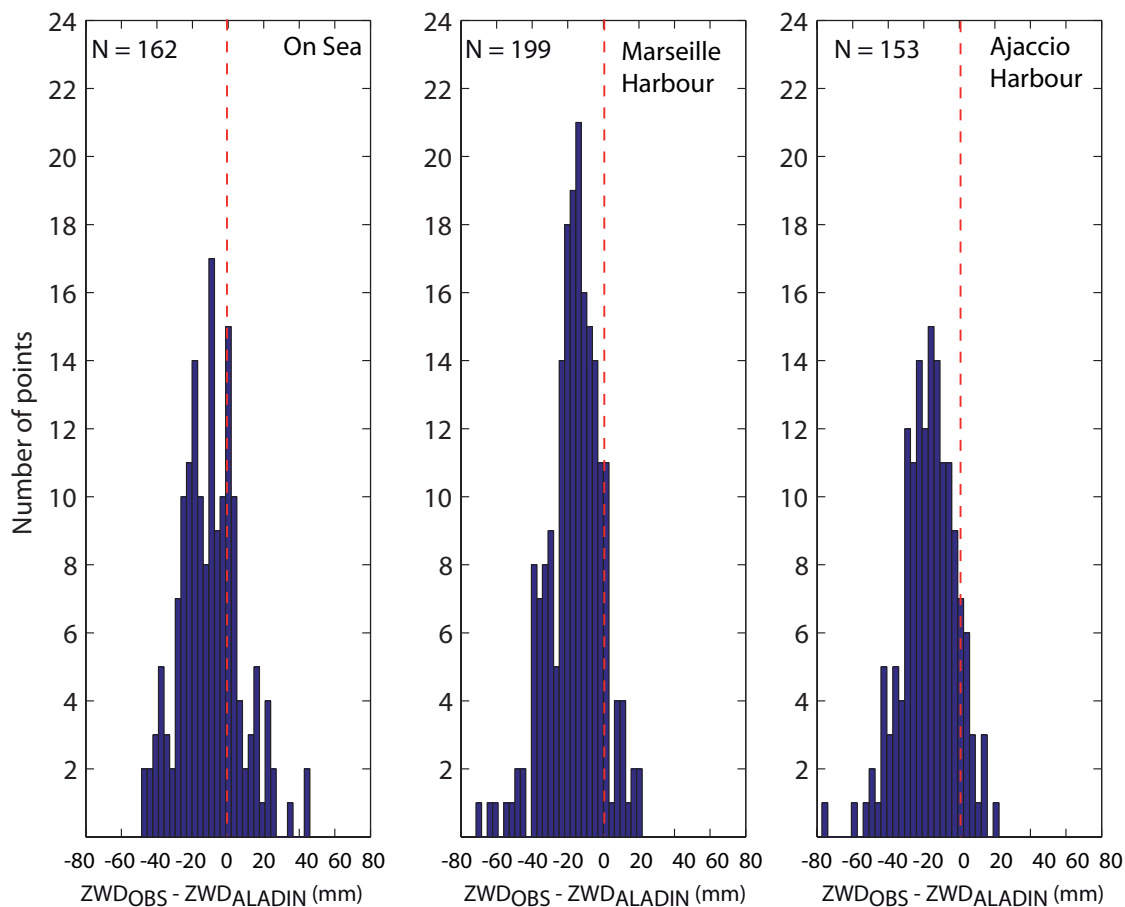 N = 162
On Sea
24
22
20
18
16
14
12
10
8
6
4
2
Number of points
-80 -60 -40 -20 0 20 40 60 80
ZWDOBS - ZWDALADIN (mm)
N = 199
Marseille
Harbour
24
22
20
18
16
14
12
10
8
6
4
2
-80 -60 -40 -20 0 20 40 60 80
ZWDOBS - ZWDALADIN (mm)
N = 153
Ajaccio
Harbour
24
22
20
18
16
14
12
10
8
6
4
2
-80 -60 -40 -20 0 20 40 60 80
ZWDOBS - ZWDALADIN (mm)